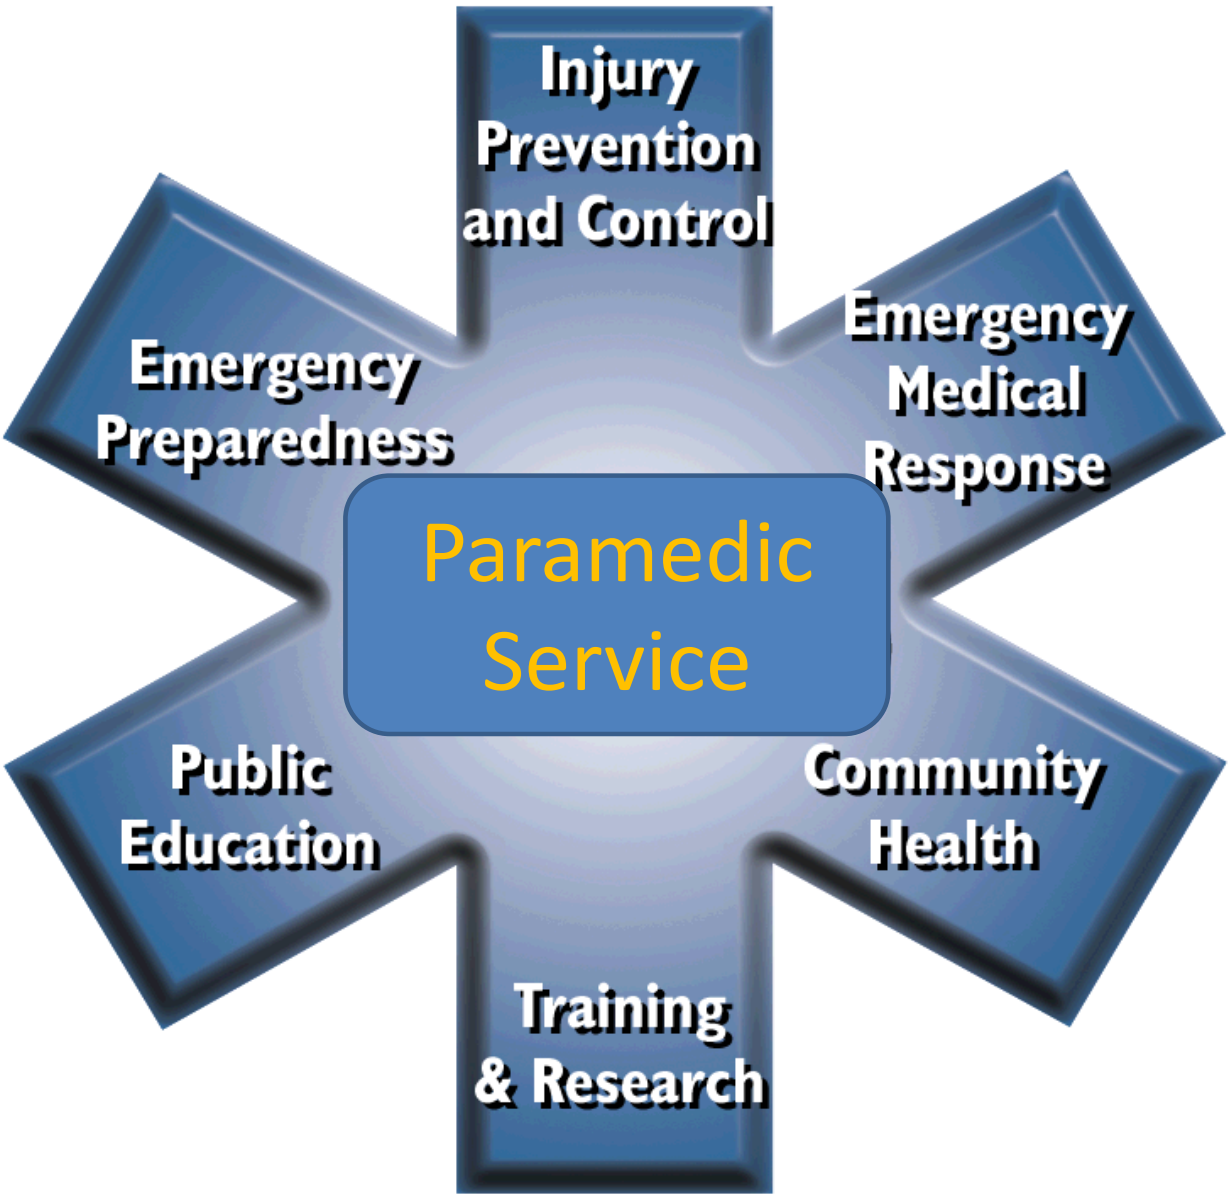 Injury
Prevention
and Control
Emergency
Medical
Response
Emergency
Preparedness
Paramedic
Service
Public
Education
Community
Health
Training
& Research